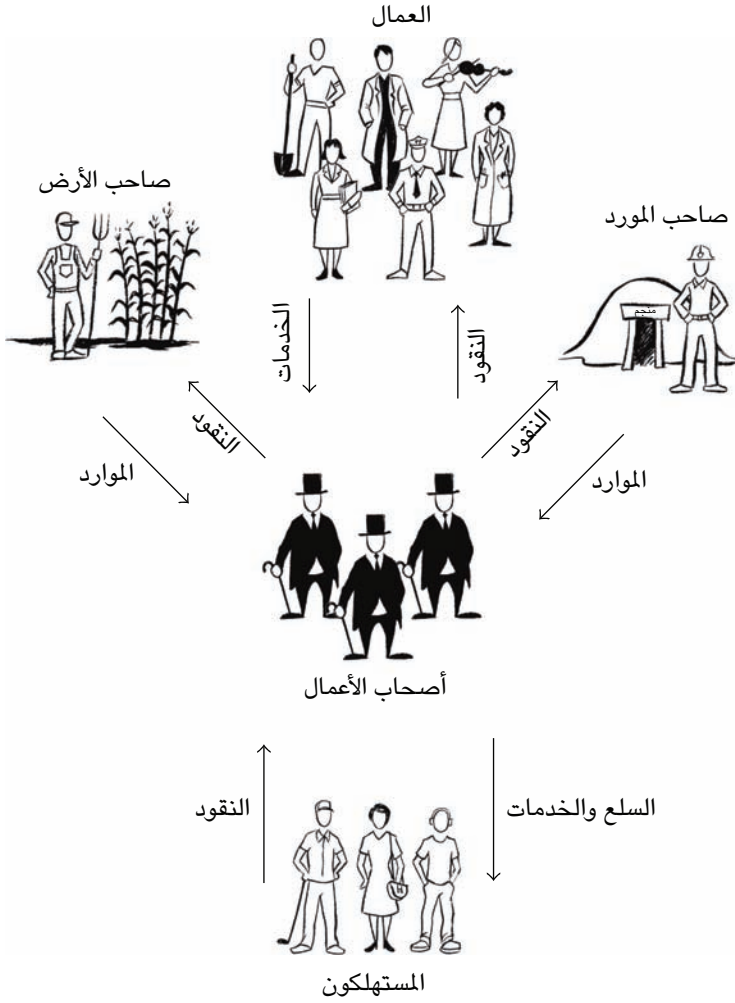 العمال
صاحب الأرض
صاحب المورد
منجم
الخدمات
النقود
النقود
النقود
الموارد
الموارد
أصحاب الأعمال
السلع والخدمات
النقود
المستهلكون